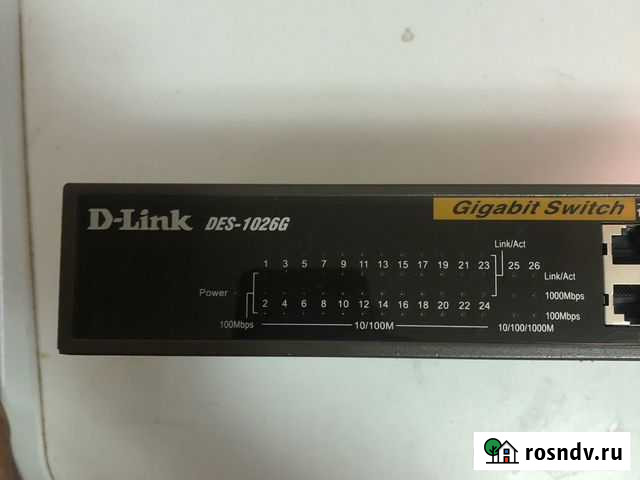 D-Link DES-1026G
Gigabit Switch
Link/Act
1 3 5 7 9 11 13 15 17 19 21 23 25 26
Link/Act
Power
1000Mbps
2 4 6 8 10 12 14 16 18 20 22 24
100Mbps
100Mbps 10/100M 10/100/1000M
rosndv.ru